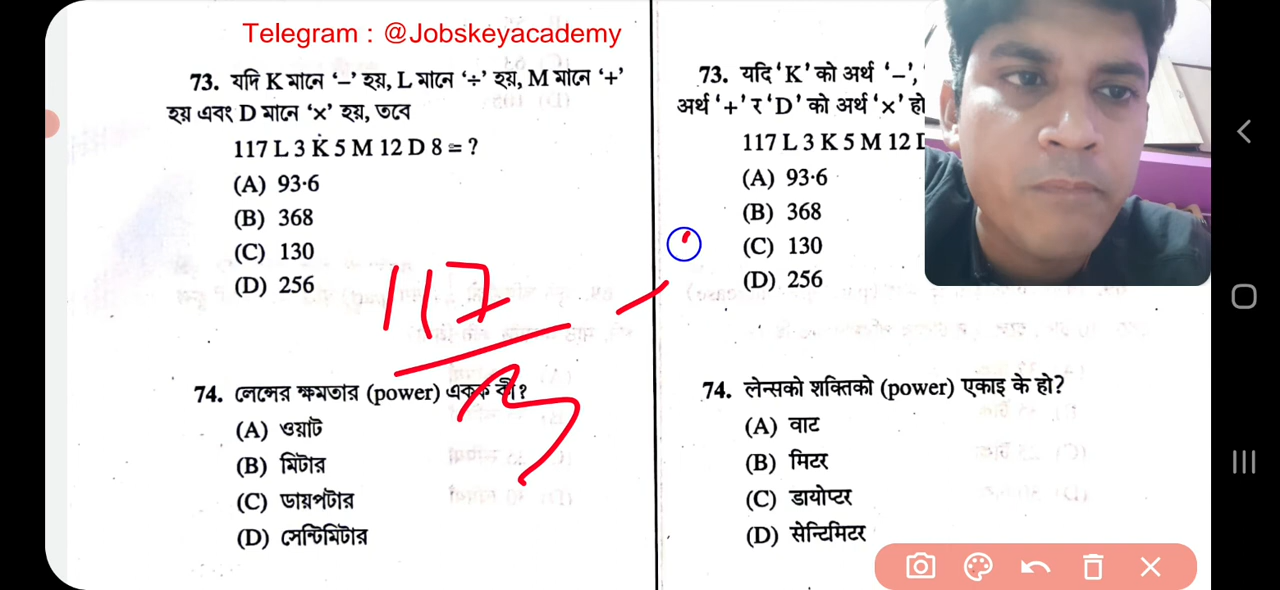 Telegram : @Jobskeyacademy
73. যদি K মানে ‘–’ হয়, L মানে ‘÷’ হয়, M মানে ‘+’
হয় এবং D মানে ‘×’ হয়, তবে
117 L 3 K 5 M 12 D 8 = ?
(A) 93·6
(B) 368
(C) 130
(D) 256
117
3
–
74. লেন্সের ক্ষমতার (power) একক কী?
(A) ওয়াট
(B) মিটার
(C) ডায়পটার
(D) সেন্টিমিটার
73. यदि ‘K’ को अर्थ ‘–’,
अर्थ ‘+’ र ‘D’ को अर्थ ‘×’ हो
117 L 3 K 5 M 12
(A) 93·6
(B) 368
(C) 130
(D) 256
74. लेन्सको शक्तिको (power) एकाइ के हो?
(A) वाट
(B) मिटर
(C) डायोप्टर
(D) सेन्टिमिटर